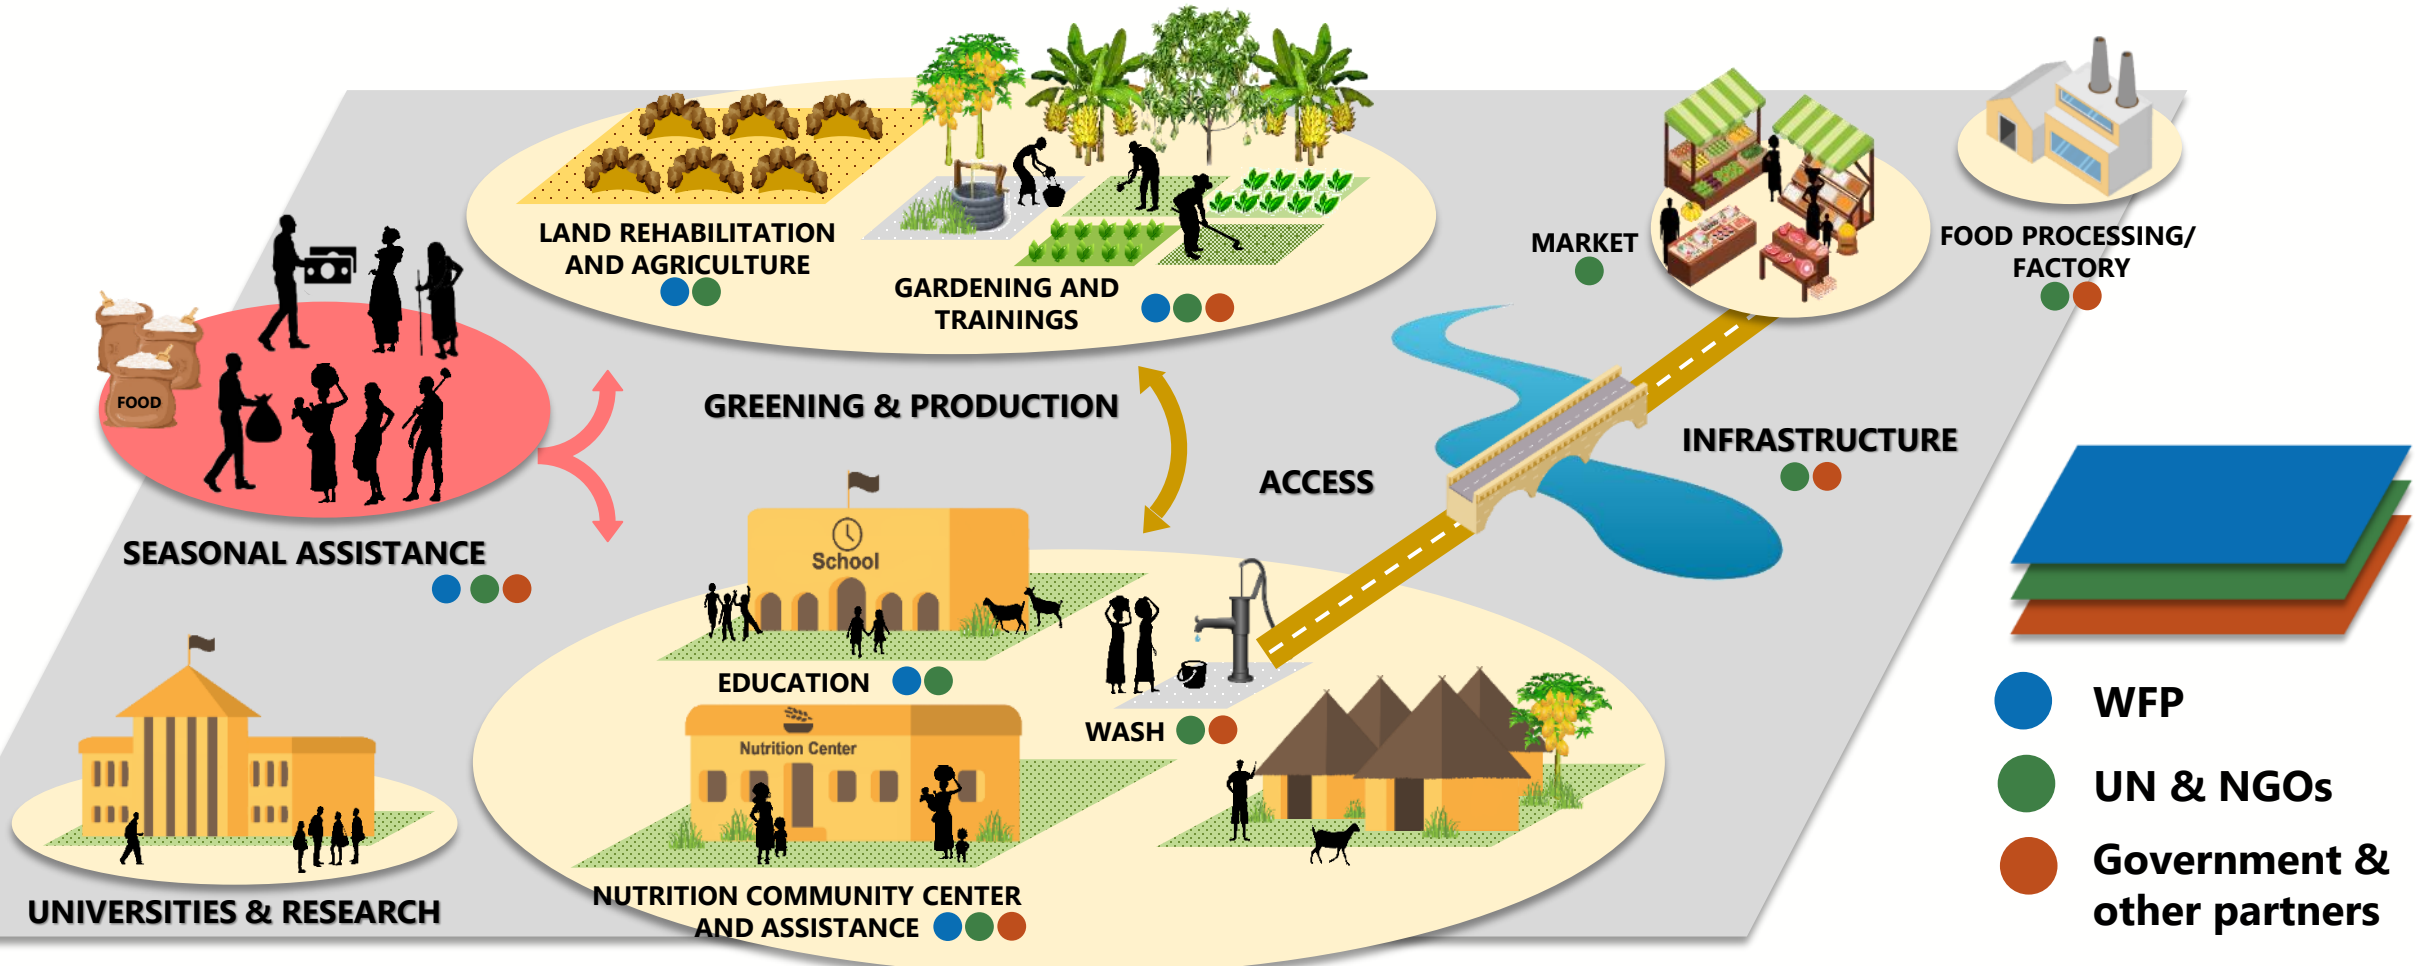 LAND REHABILITATION
AND AGRICULTURE
GARDENING AND
TRAININGS
MARKET
FOOD PROCESSING/
FACTORY
FOOD
SEASONAL ASSISTANCE
GREENING & PRODUCTION
ACCESS
INFRASTRUCTURE
School
EDUCATION
WASH
Nutrition Center
NUTRITION COMMUNITY CENTER
AND ASSISTANCE
UNIVERSITIES & RESEARCH
WFP
UN & NGOs
Government &
other partners